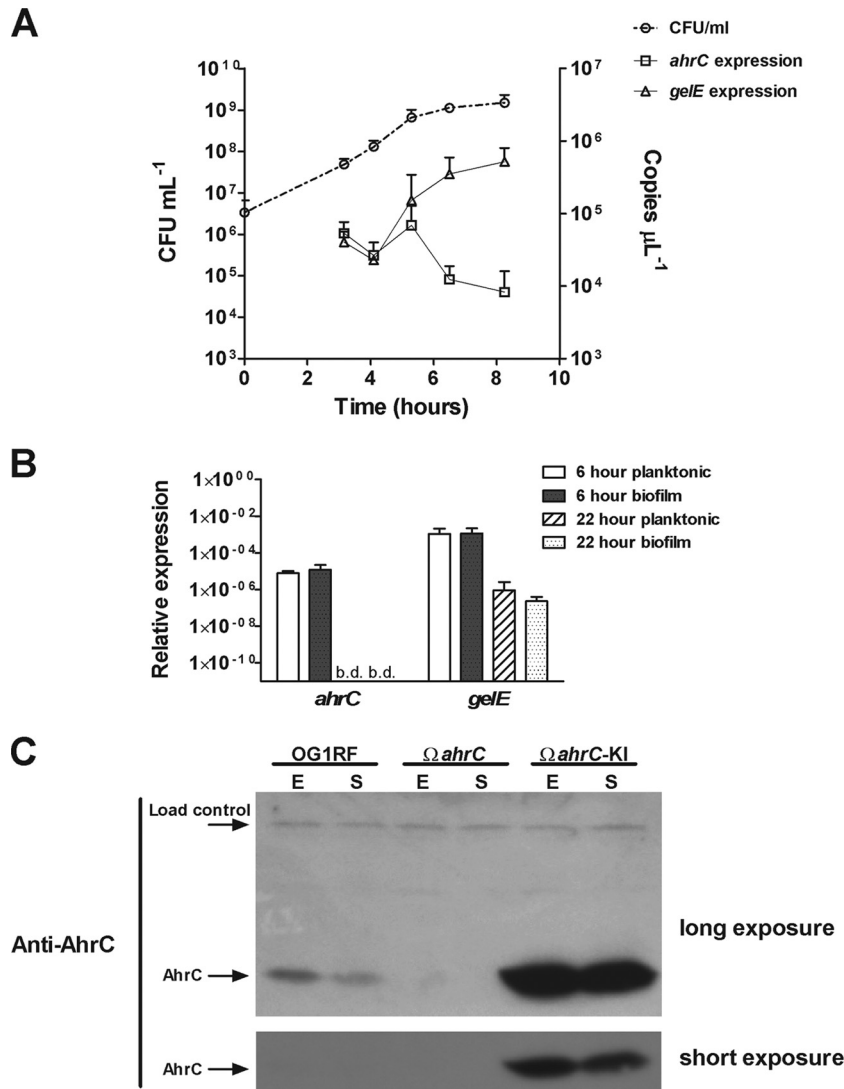 A
CFU/ml
ahrC expression
gelE expression
10^10
10^9
10^8
10^7
10^6
10^5
10^4
10^3
CFU mL^-1
10^7
10^6
10^5
10^4
10^3
Copies µL^-1
0 2 4 6 8 10
Time (hours)
B
6 hour planktonic
6 hour biofilm
22 hour planktonic
22 hour biofilm
1×10^00
1×10^-02
1×10^-04
1×10^-06
1×10^-08
1×10^-10
Relative expression
b.d. b.d.
ahrC gelE
C
OG1RF ΩahrC ΩahrC-KI
E S E S E S
Load control
long exposure
Anti-AhrC
AhrC
AhrC
short exposure